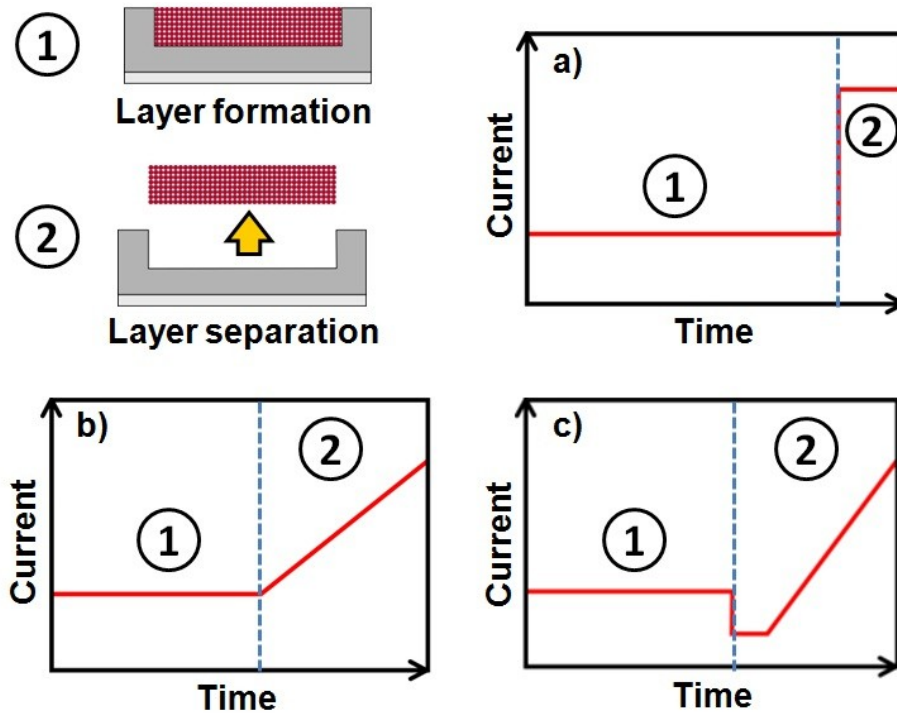 1
Layer formation
2
Layer separation
a)
Current
1
2
Time
b)
Current
1
2
Time
c)
Current
1
2
Time